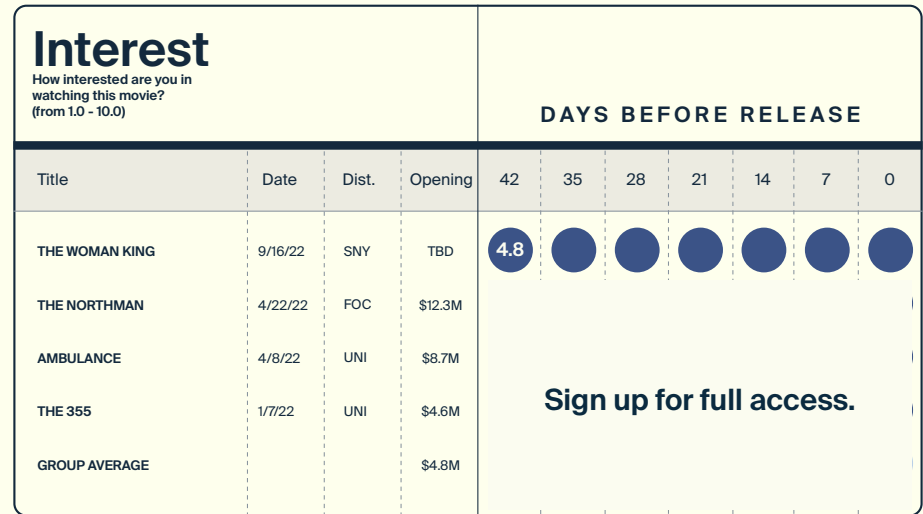 Interest
How interested are you in
watching this movie?
(from 1.0 - 10.0)
DAYS BEFORE RELEASE
Title Date Dist. Opening 42 35 28 21 14 7 0
THE WOMAN KING 9/16/22 SNY TBD 4.8
THE NORTHMAN 4/22/22 FOC $12.3M
AMBULANCE 4/8/22 UNI $8.7M
THE 355 1/7/22 UNI $4.6M
Sign up for full access.
GROUP AVERAGE $4.8M